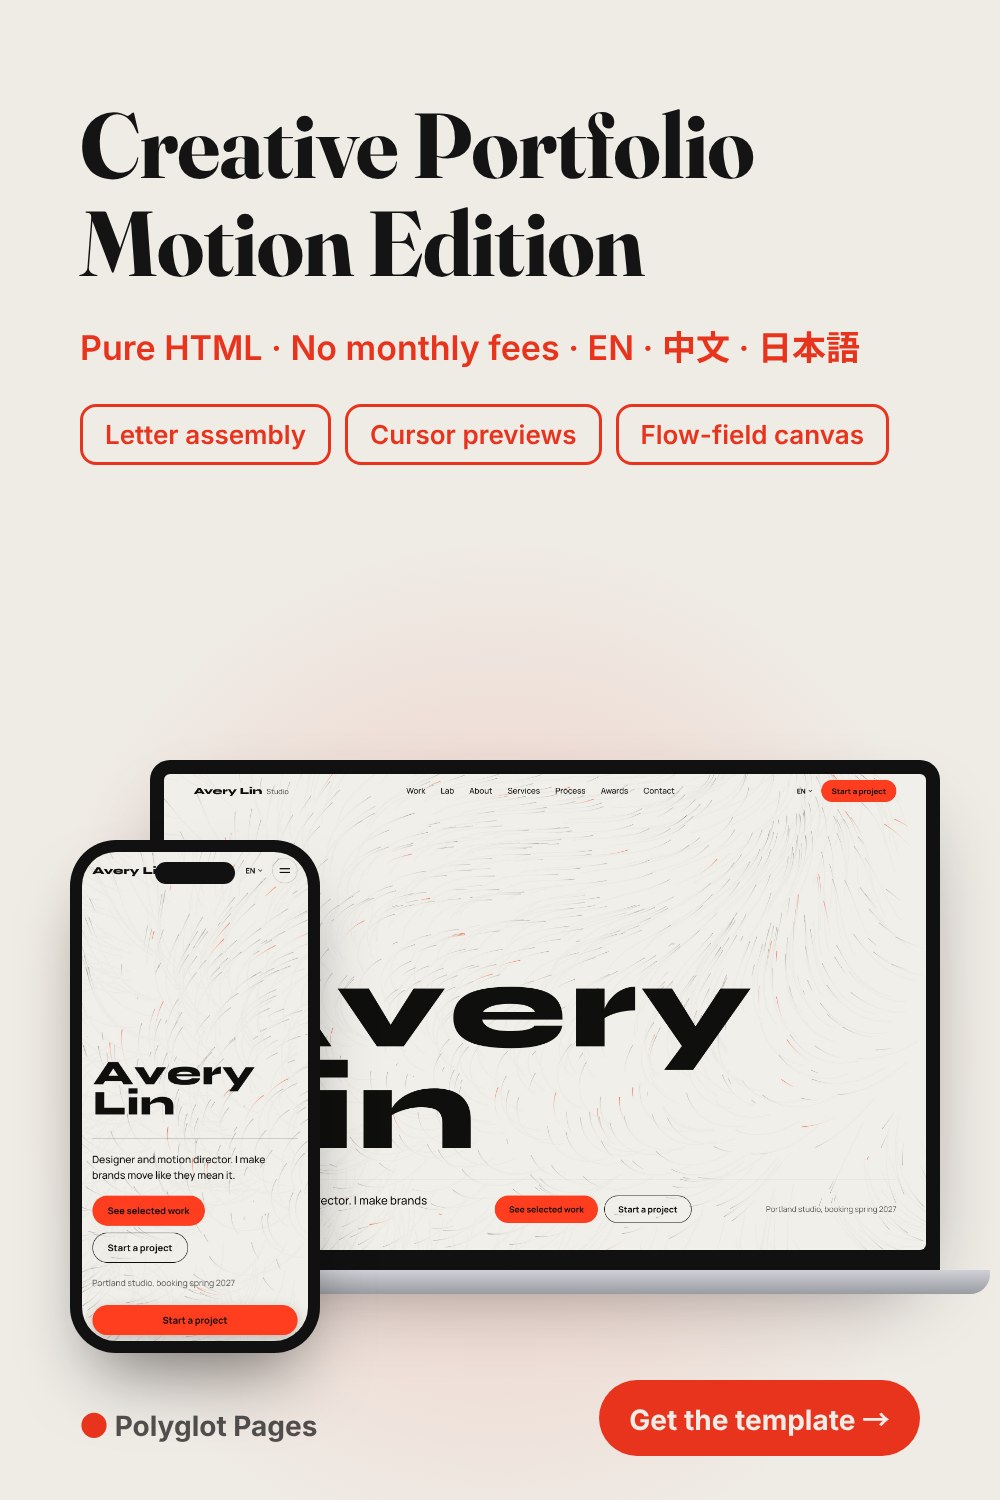 Creative Portfolio
Motion Edition
Pure HTML · No monthly fees · EN · 中文 · 日本語
Letter assembly
Cursor previews
Flow-field canvas
Avery Lin Studio
Work
Lab
About
Services
Process
Awards
Contact
EN
Start a project
very
in
ector. I make brands
See selected work
Start a project
Portland studio, booking spring 2027
Avery Li
EN
Avery
Lin
Designer and motion director. I make
brands move like they mean it.
See selected work
Start a project
Portland studio, booking spring 2027
Start a project
Polyglot Pages
Get the template →